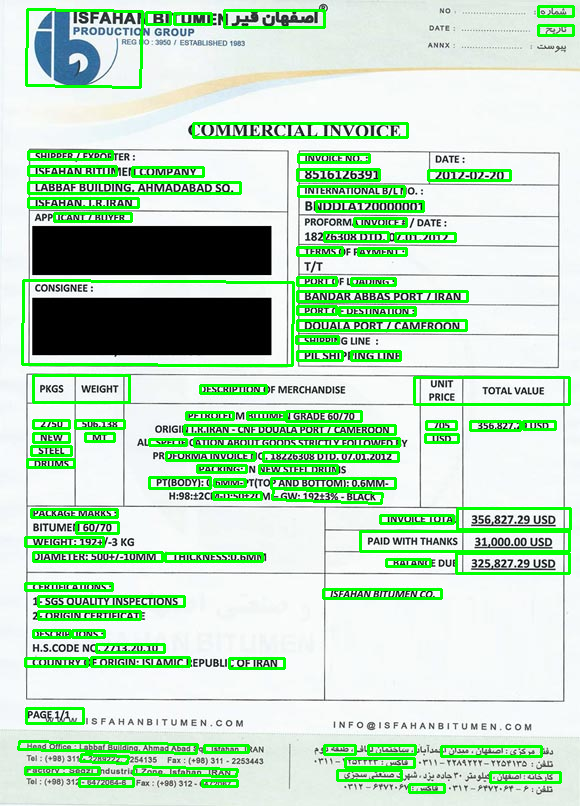 ISFAHAN BITUMEN اصفهان قیر®
PRODUCTION GROUP
REG NO : 3950 / ESTABLISHED 1983
NO : شماره :
DATE : تاریخ :
ANNX : پیوست :
COMMERCIAL INVOICE
SHIPPER / EXPORTER :
ISFAHAN BITUMEN COMPANY
LABBAF BUILDING, AHMADABAD SQ.
ISFAHAN, I.R.IRAN
APPLICANT / BUYER
CONSIGNEE :
INVOICE NO. :
8516126391
DATE :
2012-02-20
INTERNATIONAL B/L NO. :
BNDDLA120000001
PROFORMA INVOICE # / DATE :
18226308 DTD. 07.01.2012
TERMS OF PAYMENT :
T/T
PORT OF LOADING :
BANDAR ABBAS PORT / IRAN
PORT OF DESTINATION :
DOUALA PORT / CAMEROON
SHIPPING LINE :
PIL SHIPPING LINE
PKGS WEIGHT DESCRIPTION OF MERCHANDISE UNIT PRICE TOTAL VALUE
2750 NEW STEEL DRUMS
506.138 MT
PETROLEUM BITUMEN GRADE 60/70
ORIGIN I.R.IRAN - CNF DOUALA PORT / CAMEROON
ALL SPECIFICATION ABOUT GOODS STRICTLY FOLLOWED BY
PROFORMA INVOICE NO. 18226308 DTD. 07.01.2012
PACKING: IN NEW STEEL DRUMS
PT(BODY): 0.6MM- PT(TOP AND BOTTOM): 0.6MM-
H:98±2CM-D:50±2CM - GW: 192±3% - BLACK
705 USD
356,827.29 USD
PACKAGE MARKS :
BITUMEN 60/70
WEIGHT: 192+/-3 KG
DIAMETER: 500+/-10MM THICKNESS:0.6MM
INVOICE TOTAL 356,827.29 USD
PAID WITH THANKS 31,000.00 USD
BALANCE DUE 325,827.29 USD
CERTIFICATIONS :
1- SGS QUALITY INSPECTIONS
2- ORIGIN CERTIFICATE
DESCRIPTIONS :
H.S.CODE NO. 2713.20.10
COUNTRY OF ORIGIN: ISLAMIC REPUBLIC OF IRAN
ISFAHAN BITUMEN CO.
PAGE 1/1
WWW.ISFAHANBITUMEN.COM
INFO@ISFAHANBITUMEN.COM
Head Office : Labbaf Building, Ahmad Abad Sq., Isfahan, IRAN
Tel : (+98) 311 - 2289222, 2254135 Fax : (+98) 311 - 2253443
Factory : Segzi Industrial Zone, Isfahan, IRAN
Tel : (+98) 312 - 6472064-6 Fax : (+98) 312 - 6472067
دفتر مرکزی : اصفهان ، میدان احمدآباد، ساختمان لباف ، طبقه دوم
تلفن : ۲۲۵۴۱۳۵ - ۲۲۸۹۲۲۲ - ۰۳۱۱ فاکس : ۲۲۵۳۴۴۳ - ۰۳۱۱
کارخانه : اصفهان، کیلومتر ۳۰ جاده یزد، شهرک صنعتی سجزی
تلفن : ۶ - ۶۴۷۲۰۶۴ - ۰۳۱۲ فاکس : ۶۴۷۲۰۶۷ - ۰۳۱۲